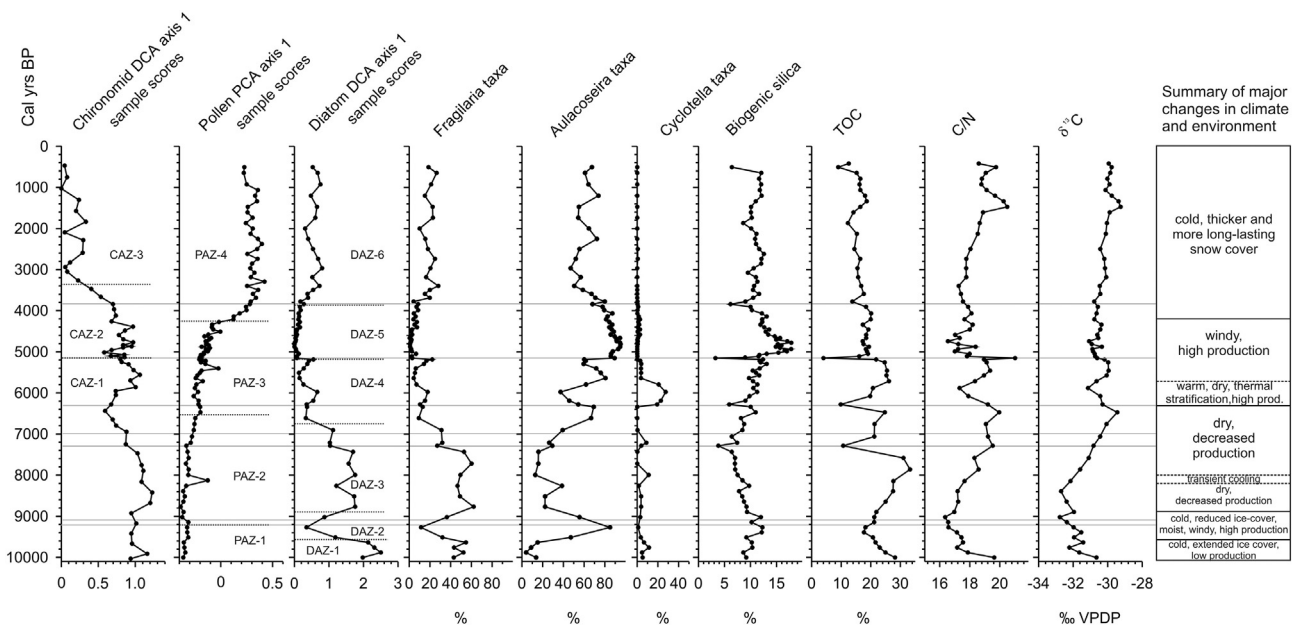 Cal yrs BP
Chironomid DCA axis 1
sample scores
Pollen PCA axis 1
sample scores
Diatom DCA axis 1
sample scores
Fragilaria taxa
Aulacoseira taxa
Cyclotella taxa
Biogenic silica
TOC
C/N
δ¹³C
Summary of major
changes in climate
and environment
0
1000
2000
3000
4000
5000
6000
7000
8000
9000
10000
CAZ-3
CAZ-2
CAZ-1
PAZ-4
PAZ-3
PAZ-2
PAZ-1
DAZ-6
DAZ-5
DAZ-4
DAZ-3
DAZ-2
DAZ-1
cold, thicker and
more long-lasting
snow cover
windy,
high production
warm, dry, thermal
stratification,high prod.
dry,
decreased
production
transient cooling
dry,
decreased production
cold, reduced ice-cover,
moist, windy, high production
cold, extended ice cover,
low production
0 0.5 1.0
0 0.5
0 1 2 3
0 20 40 60 80
0 20 40 60 80 100
0 20 40
0 10 20
0 10 20 30
16 20 24
-34 -32 -30 -28 -26
% % % % % ‰ VPDP